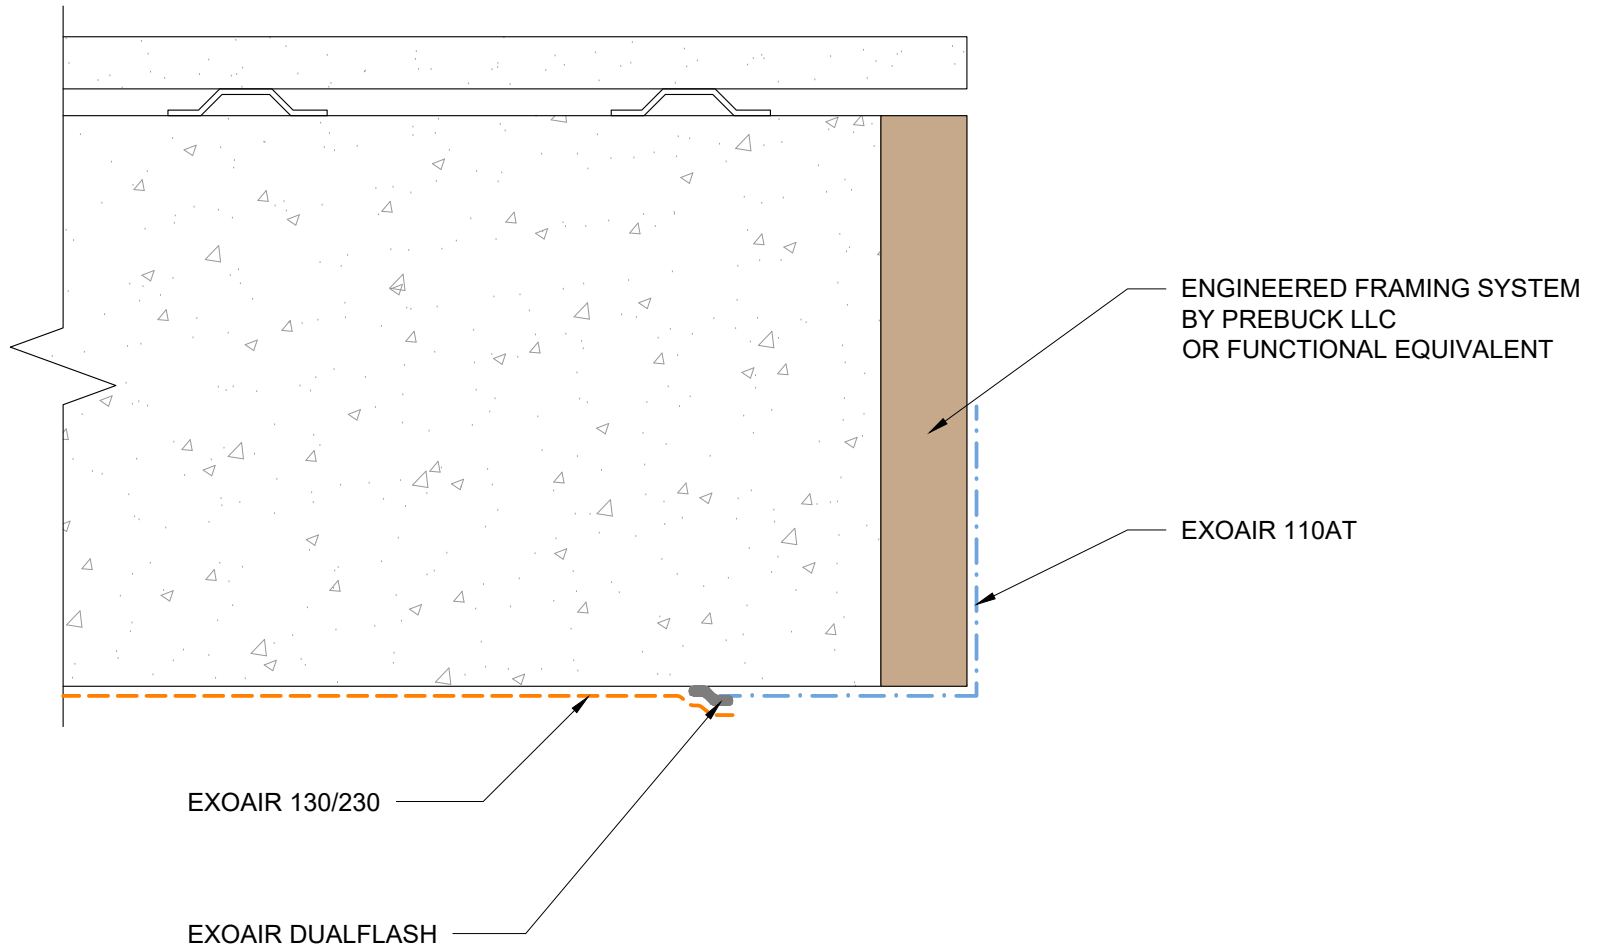 ENGINEERED FRAMING SYSTEM
BY PREBUCK LLC
OR FUNCTIONAL EQUIVALENT
EXOAIR 110AT
EXOAIR 130/230
EXOAIR DUALFLASH